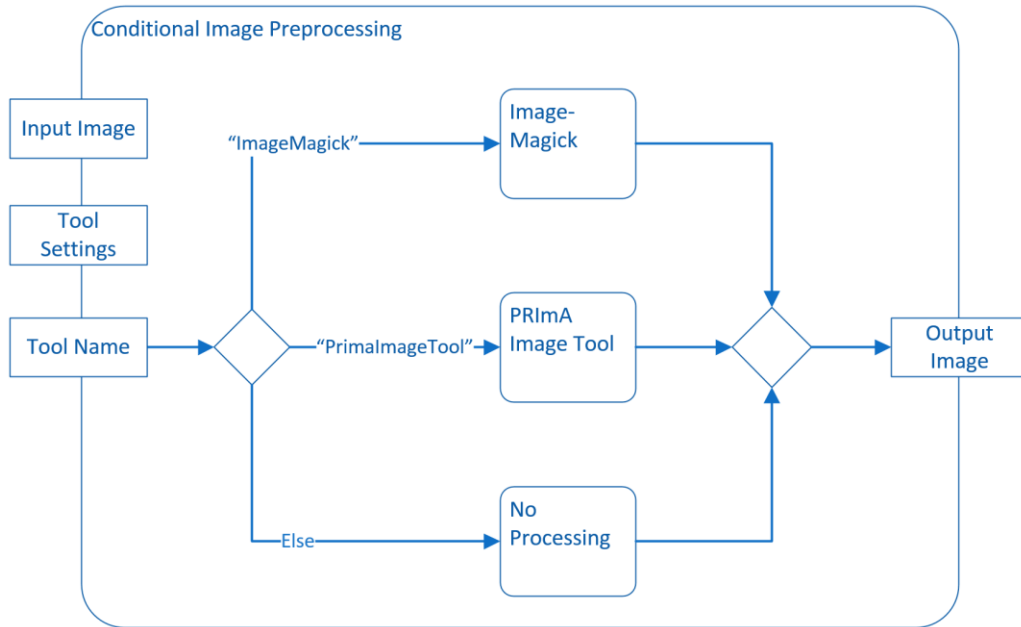 Conditional Image Preprocessing
Input Image
Tool
Settings
Tool Name
“ImageMagick”
“PrimaImageTool”
Else
Image-
Magick
PRImA
Image Tool
No
Processing
Output
Image